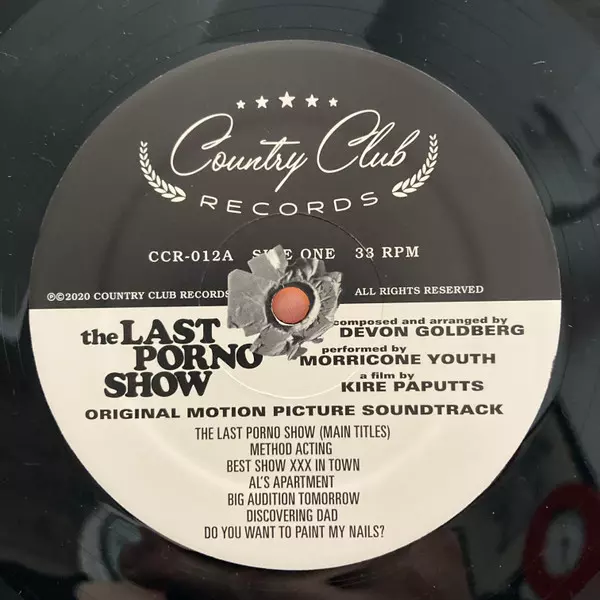 Country Club
RECORDS
CCR-012A SIDE ONE 33 RPM
℗©2020 COUNTRY CLUB RECORDS ALL RIGHTS RESERVED
the LAST
PORNO
SHOW
composed and arranged by
DEVON GOLDBERG
performed by
MORRICONE YOUTH
a film by
KIRE PAPUTTS
ORIGINAL MOTION PICTURE SOUNDTRACK
THE LAST PORNO SHOW (MAIN TITLES)
METHOD ACTING
BEST SHOW XXX IN TOWN
AL'S APARTMENT
BIG AUDITION TOMORROW
DISCOVERING DAD
DO YOU WANT TO PAINT MY NAILS?